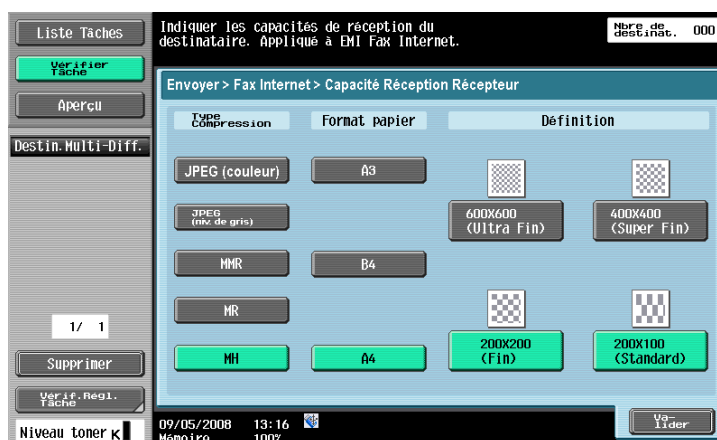 Liste Tâches
Indiquer les capacités de réception du
destinataire. Appliqué à EMI Fax Internet.
Nbre de
destinat. 000
Vérifier
Tâche
Aperçu
Envoyer > Fax Internet > Capacité Réception Récepteur
Type
Compression
Format papier
Définition
Destin.Multi-Diff.
JPEG (couleur)
A3
JPEG
(niv. de gris)
600X600
(Ultra Fin)
400X400
(Super Fin)
MMR
B4
MR
1/ 1
MH
A4
200X200
(Fin)
200X100
(Standard)
Supprimer
Vérif.Régl.
Tâche
Niveau toner K
09/05/2008 13:16
Mémoire 100%
Va-
lider